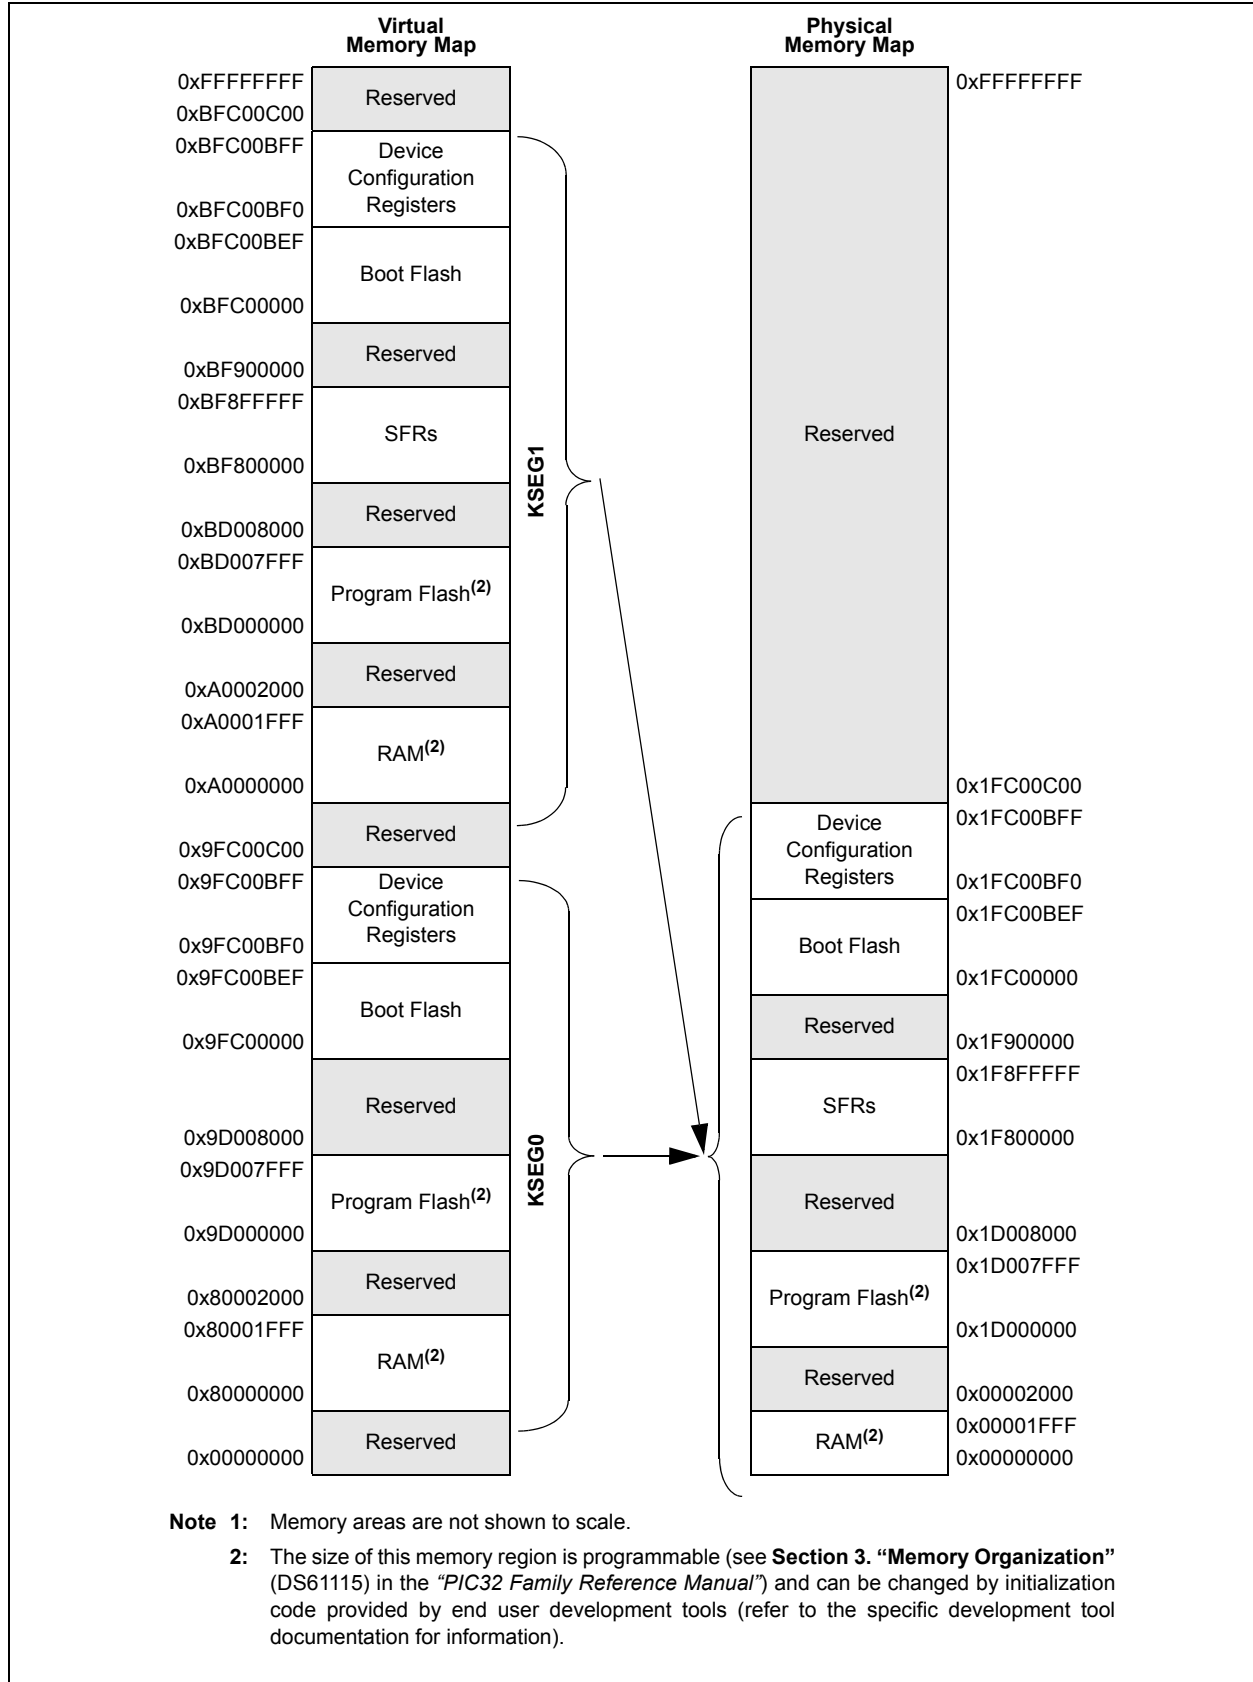 Virtual
Memory Map
0xFFFFFFFF
Reserved
0xBFC00C00
0xBFC00BFF
Device
Configuration
Registers
0xBFC00BF0
0xBFC00BEF
Boot Flash
0xBFC00000
Reserved
0xBF900000
0xBF8FFFFF
SFRs
0xBF800000
Reserved
0xBD008000
0xBD007FFF
Program Flash(2)
0xBD000000
Reserved
0xA0002000
0xA0001FFF
RAM(2)
0xA0000000
Reserved
0x9FC00C00
0x9FC00BFF
Device
Configuration
Registers
0x9FC00BF0
0x9FC00BEF
Boot Flash
0x9FC00000
Reserved
0x9D008000
0x9D007FFF
Program Flash(2)
0x9D000000
Reserved
0x80002000
0x80001FFF
RAM(2)
0x80000000
Reserved
0x00000000
KSEG1
KSEG0
Physical
Memory Map
0xFFFFFFFF
Reserved
0x1FC00C00
0x1FC00BFF
Device
Configuration
Registers
0x1FC00BF0
0x1FC00BEF
Boot Flash
0x1FC00000
Reserved
0x1F900000
0x1F8FFFFF
SFRs
0x1F800000
Reserved
0x1D008000
0x1D007FFF
Program Flash(2)
0x1D000000
Reserved
0x00002000
0x00001FFF
RAM(2)
0x00000000
Note 1: Memory areas are not shown to scale.
2: The size of this memory region is programmable (see Section 3. “Memory Organization”
(DS61115) in the “PIC32 Family Reference Manual”) and can be changed by initialization
code provided by end user development tools (refer to the specific development tool
documentation for information).